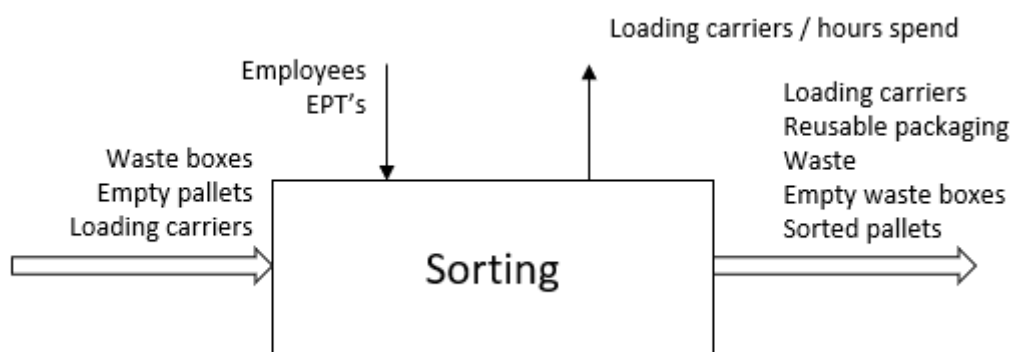 Loading carriers / hours spend
Employees
EPT's
Loading carriers
Reusable packaging
Waste
Empty waste boxes
Sorted pallets
Waste boxes
Empty pallets
Loading carriers
Sorting